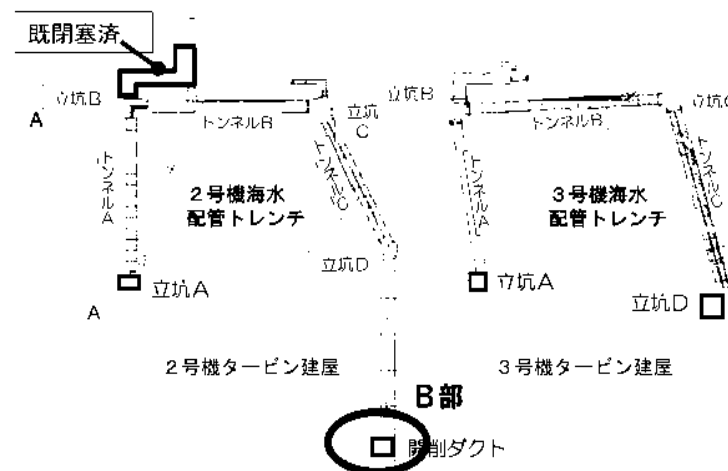 既閉塞済
立坑B
A
トンネルB
立坑C
トンネルA
トンネルC
2号機海水
配管トレンチ
立坑D
立坑A
A
2号機タービン建屋
立坑B
トンネルB
立坑C
トンネルA
トンネルC
3号機海水
配管トレンチ
立坑A
立坑D
3号機タービン建屋
B部
開削ダクト